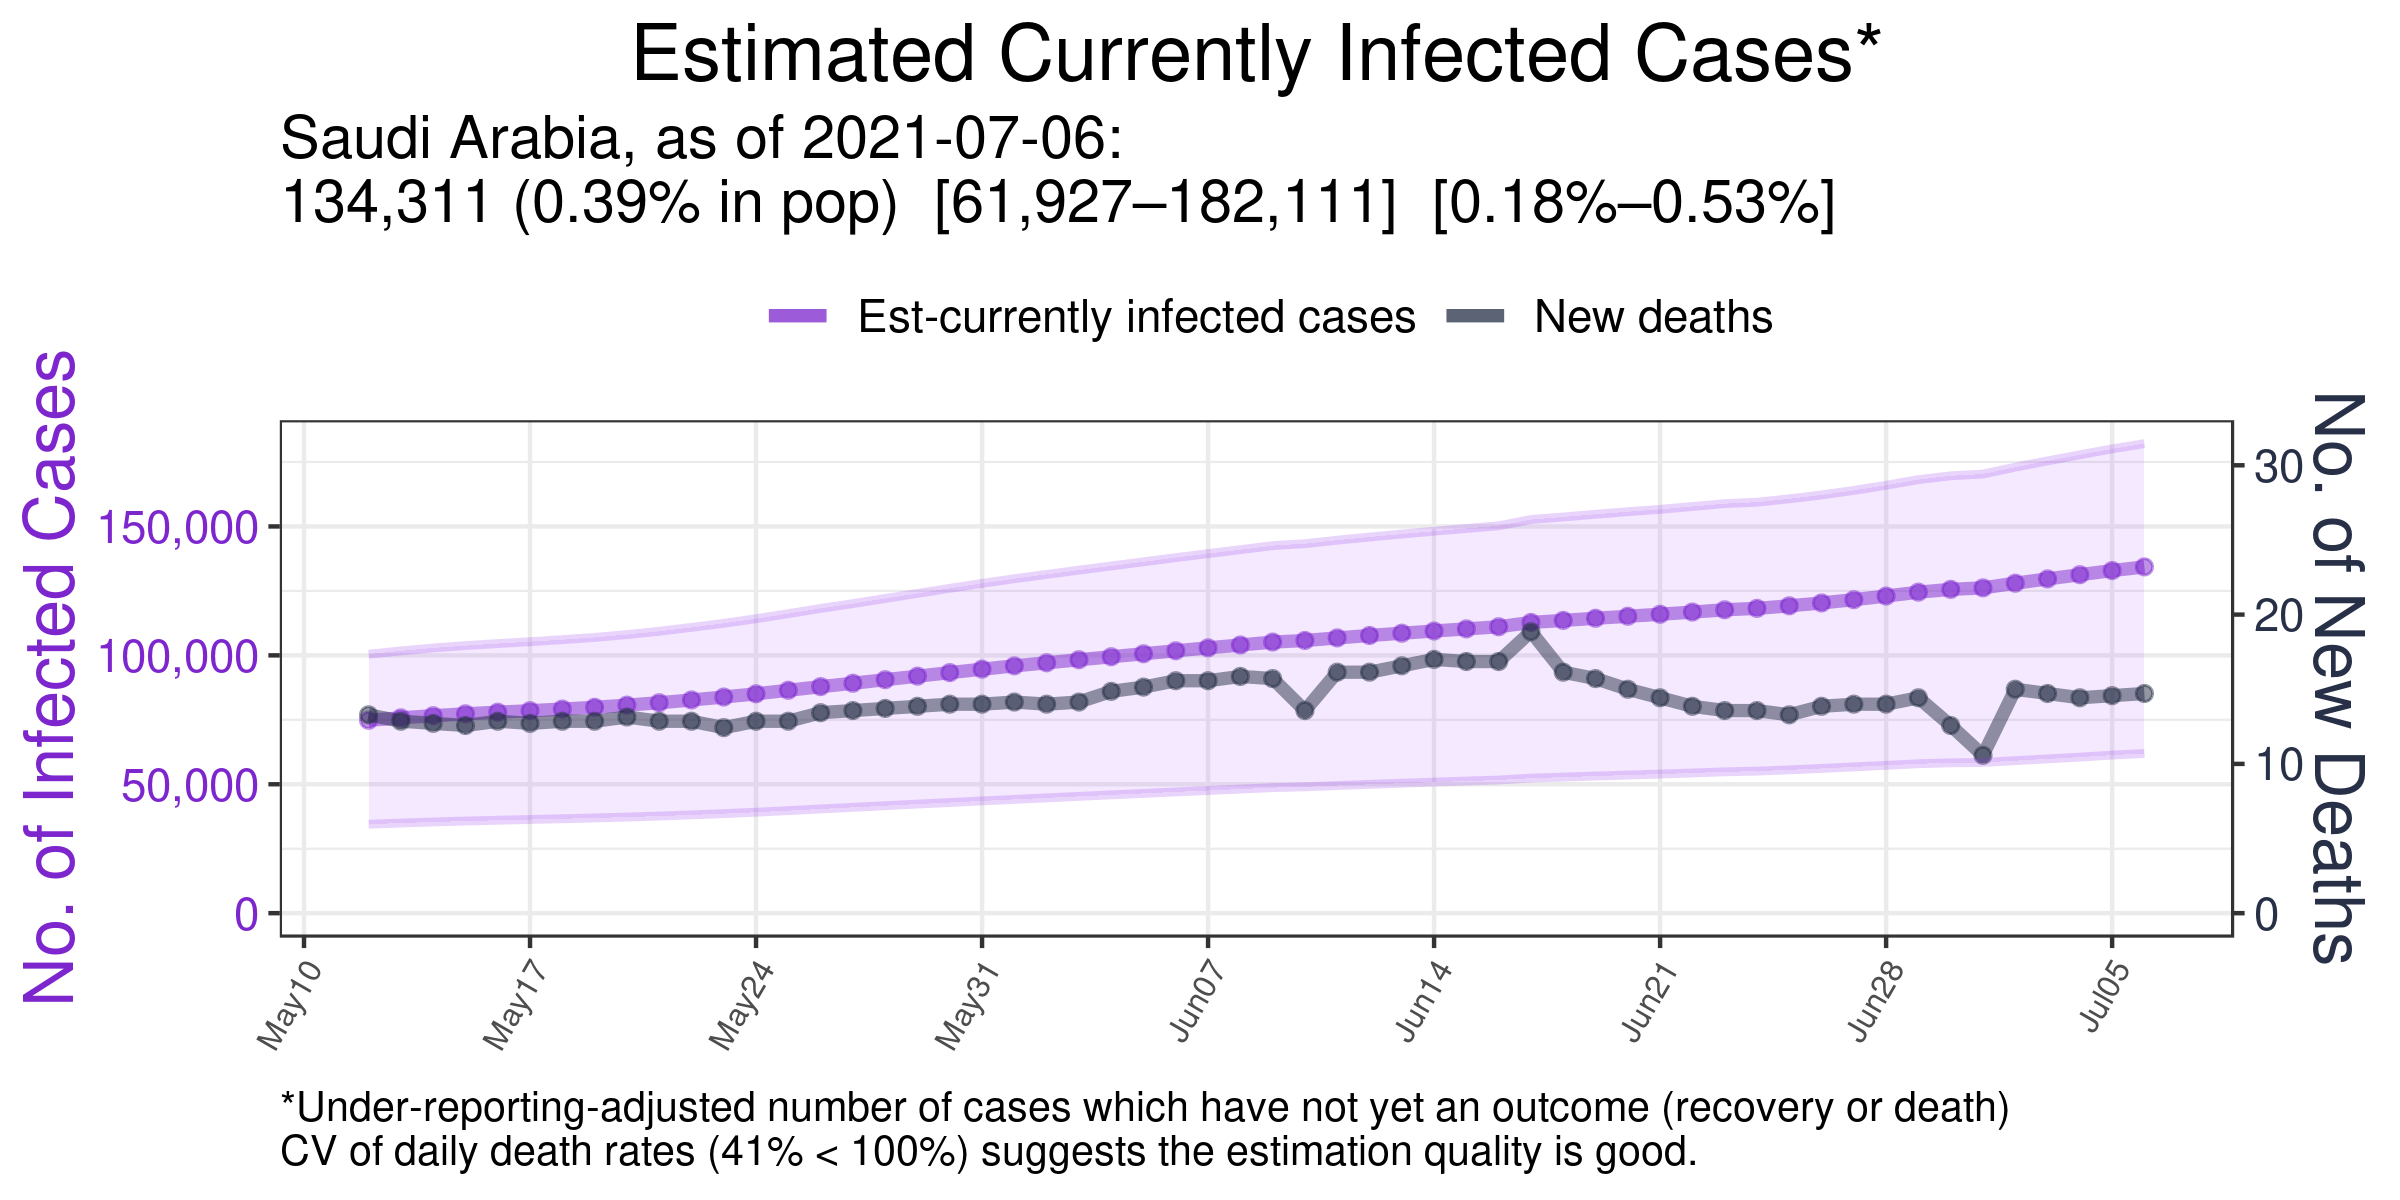 Estimated Currently Infected Cases*
Saudi Arabia, as of 2021-07-06:
134,311 (0.39% in pop) [61,927–182,111] [0.18%–0.53%]
Est-currently infected cases
New deaths
No. of Infected Cases
150,000
100,000
50,000
0
No. of New Deaths
30
20
10
0
May10
May17
May24
May31
Jun07
Jun14
Jun21
Jun28
Jul05
*Under-reporting-adjusted number of cases which have not yet an outcome (recovery or death)
CV of daily death rates (41% < 100%) suggests the estimation quality is good.